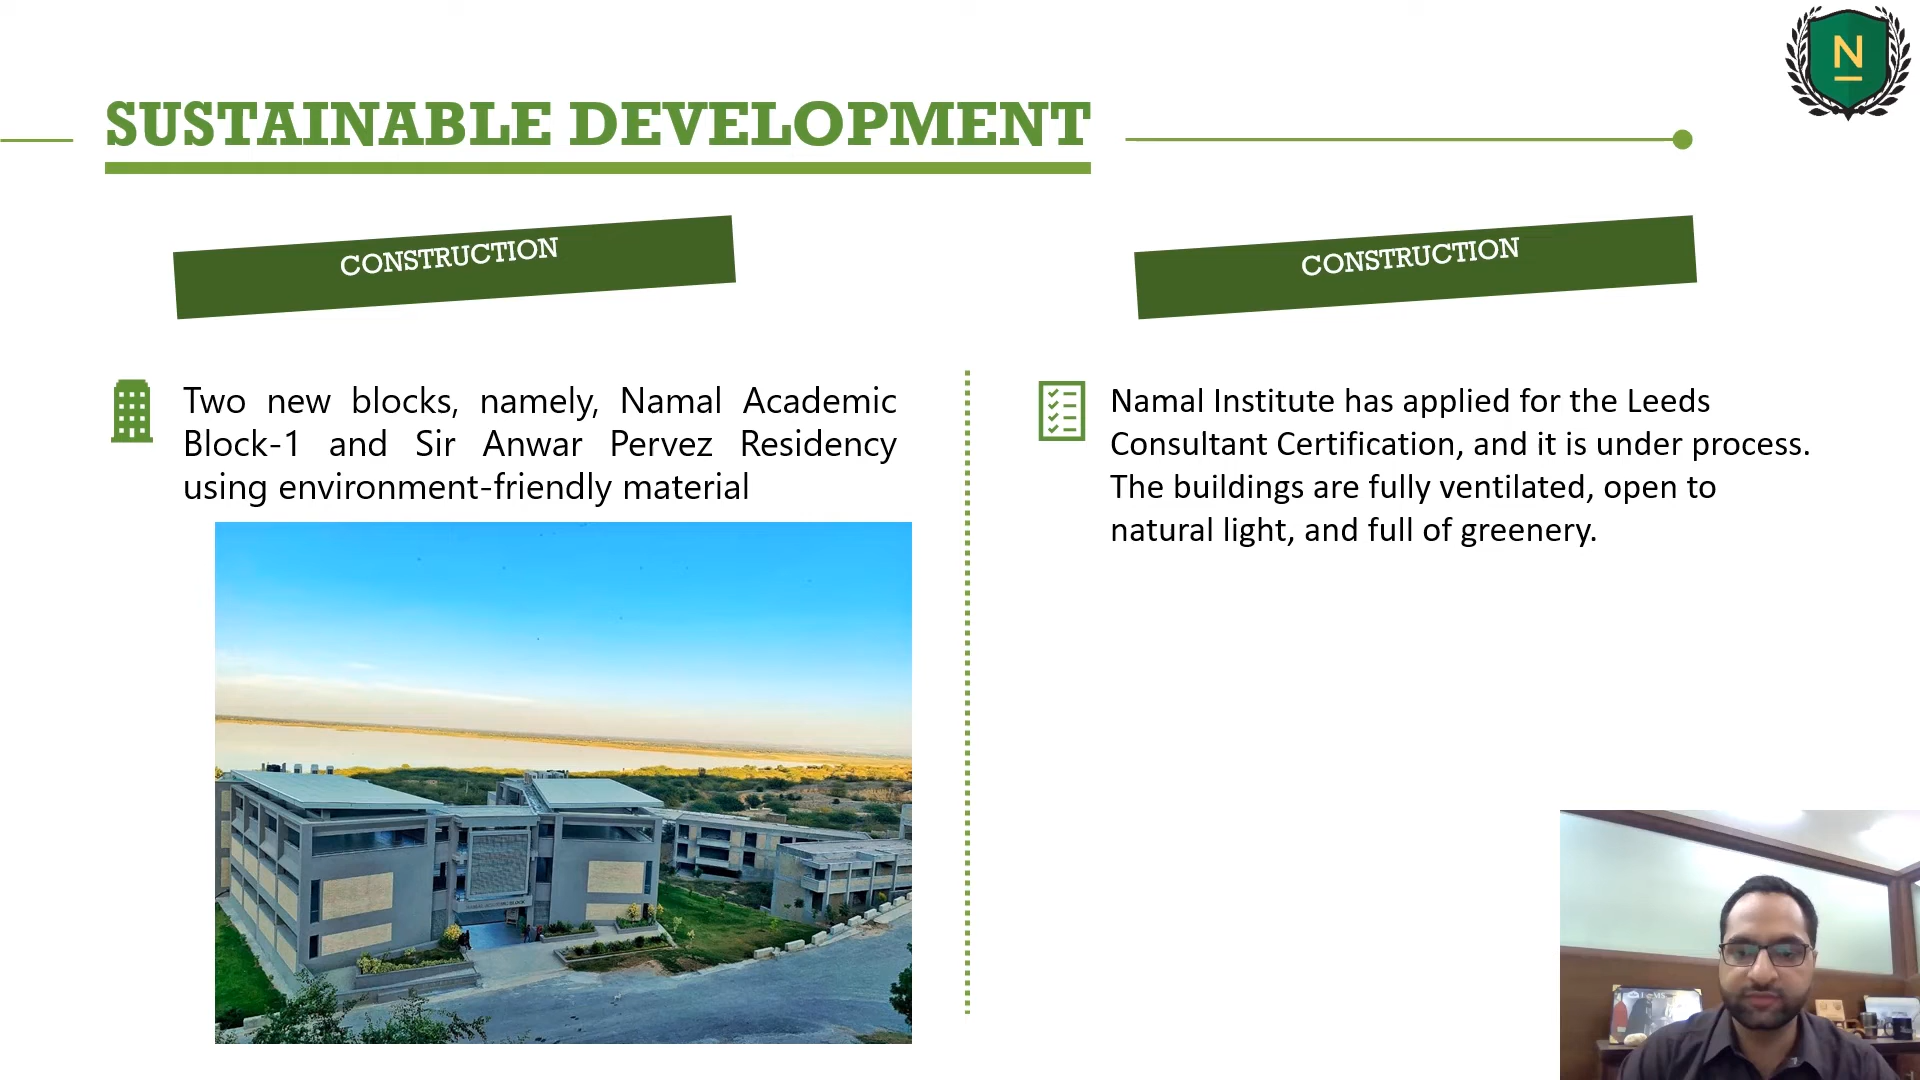 N
SUSTAINABLE DEVELOPMENT
CONSTRUCTION
Two new blocks, namely, Namal Academic
Block-1 and Sir Anwar Pervez Residency
using environment-friendly material
CONSTRUCTION
Namal Institute has applied for the Leeds
Consultant Certification, and it is under process.
The buildings are fully ventilated, open to
natural light, and full of greenery.